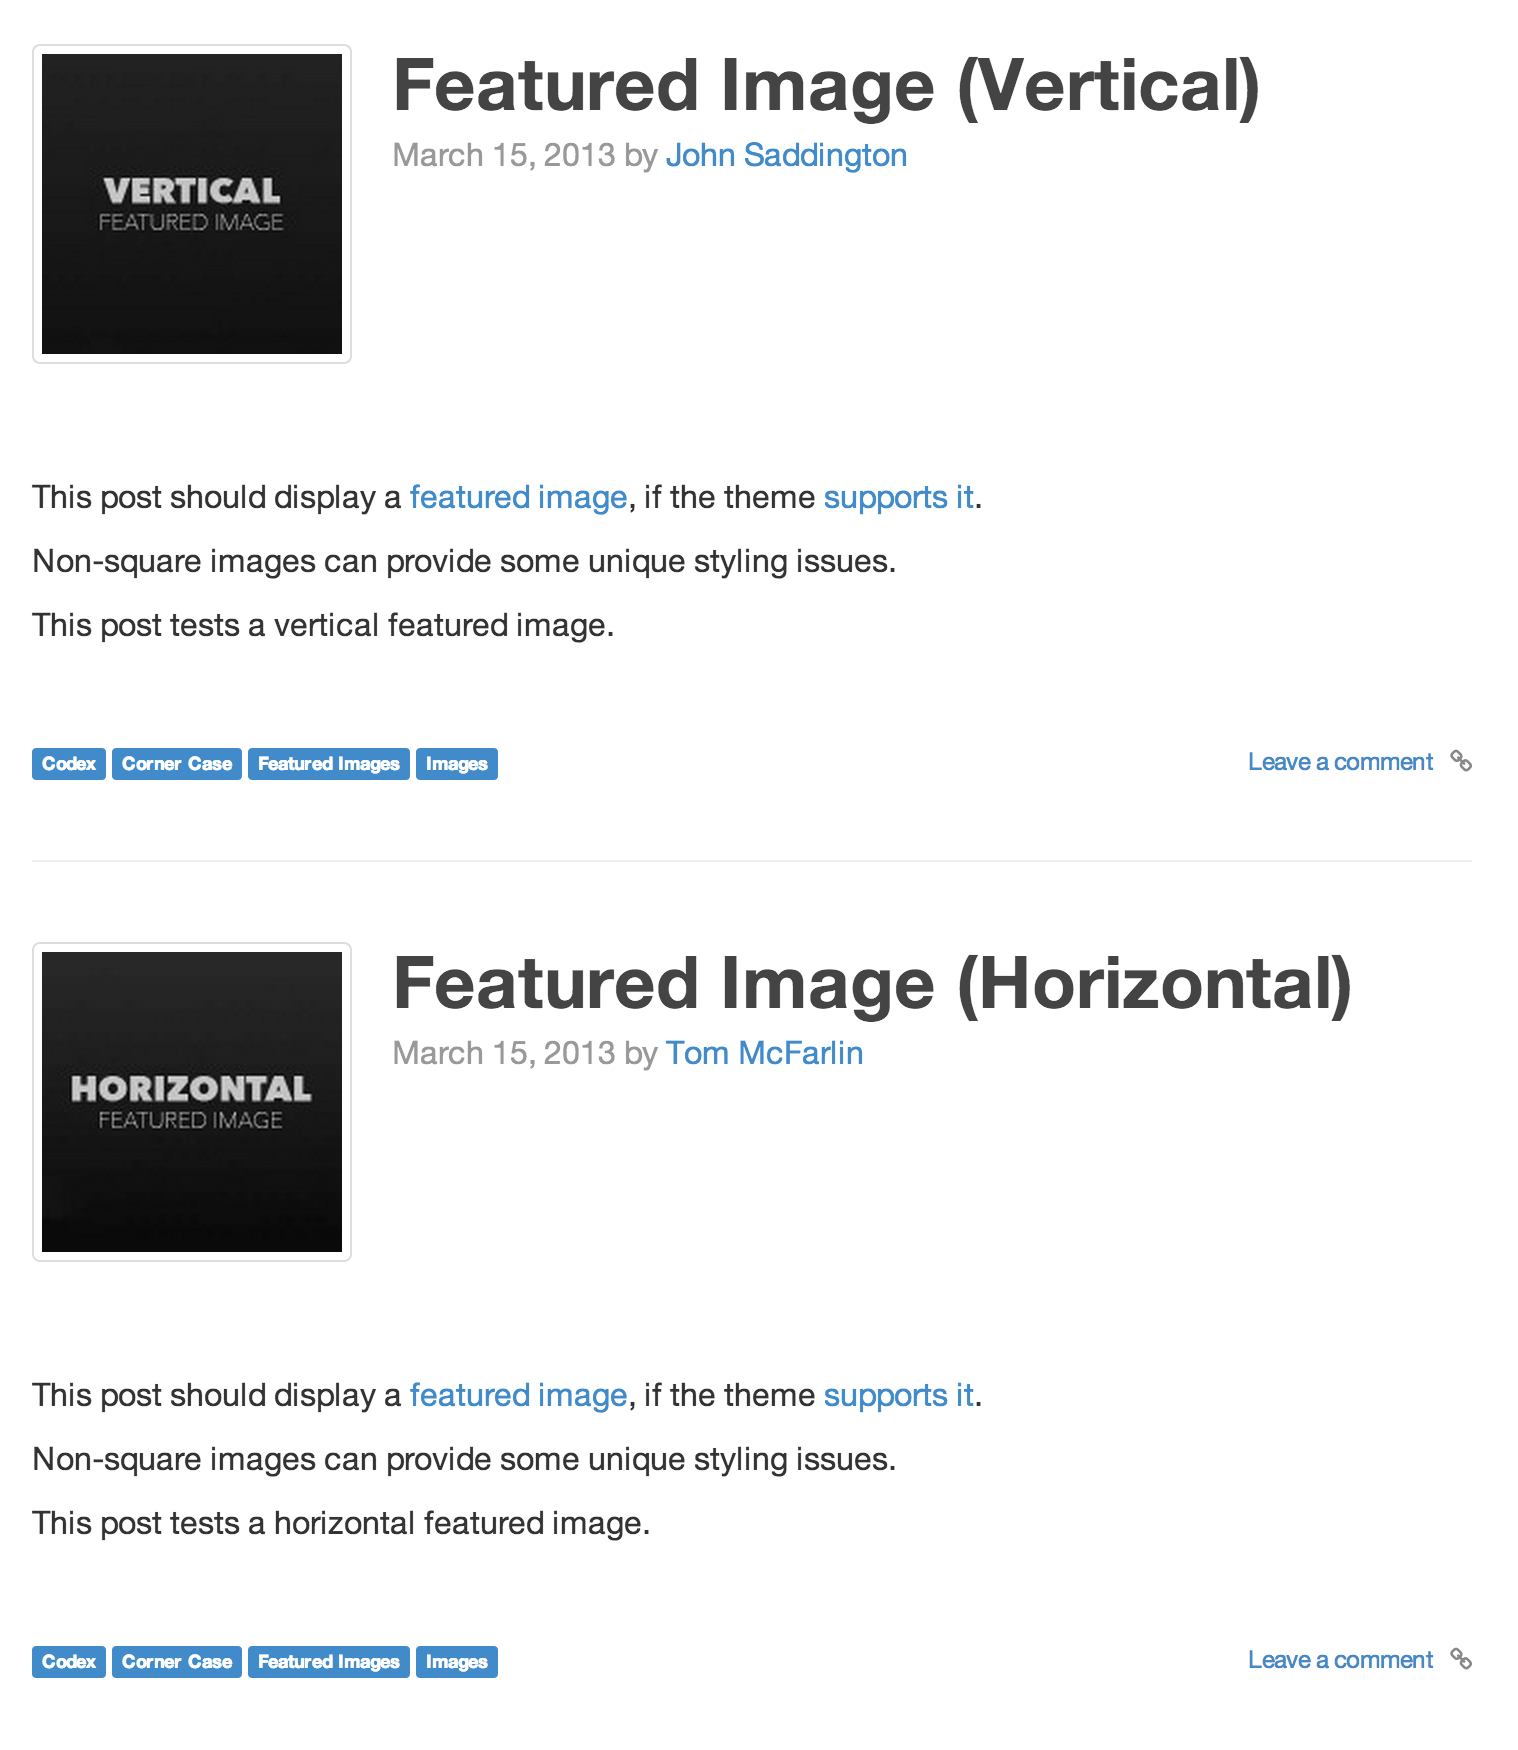 VERTICAL
FEATURED IMAGE
Featured Image (Vertical)
March 15, 2013 by John Saddington
This post should display a featured image, if the theme supports it.
Non-square images can provide some unique styling issues.
This post tests a vertical featured image.
Codex Corner Case Featured Images Images Leave a comment
HORIZONTAL
FEATURED IMAGE
Featured Image (Horizontal)
March 15, 2013 by Tom McFarlin
This post should display a featured image, if the theme supports it.
Non-square images can provide some unique styling issues.
This post tests a horizontal featured image.
Codex Corner Case Featured Images Images Leave a comment